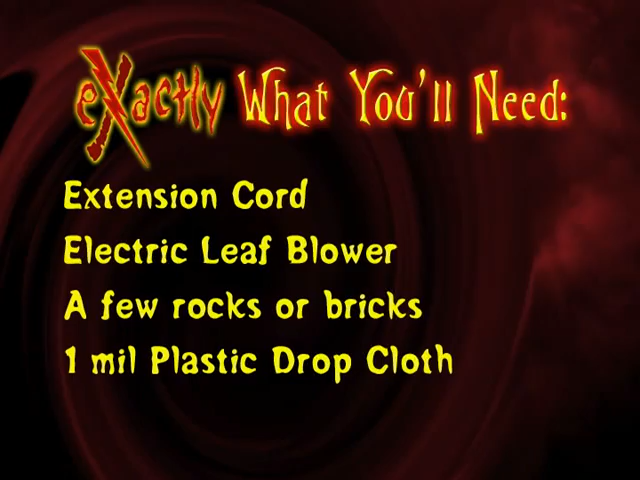 eXactly What You'll Need:
Extension Cord
Electric Leaf Blower
A few rocks or bricks
1 mil Plastic Drop Cloth